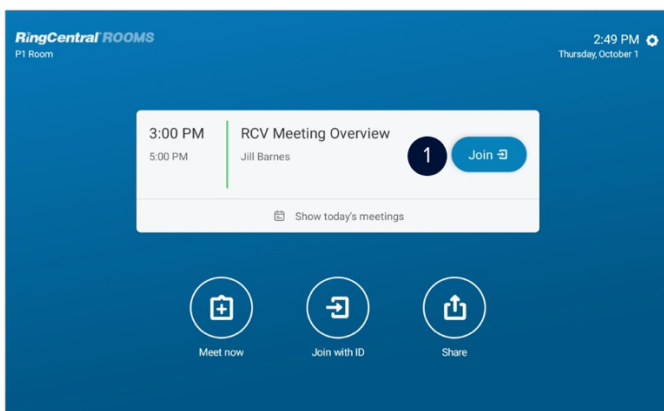 RingCentral ROOMS
P1 Room
2:49 PM
Thursday, October 1
3:00 PM
5:00 PM
RCV Meeting Overview
Jill Barnes
1
Join
Show today's meetings
Meet now
Join with ID
Share